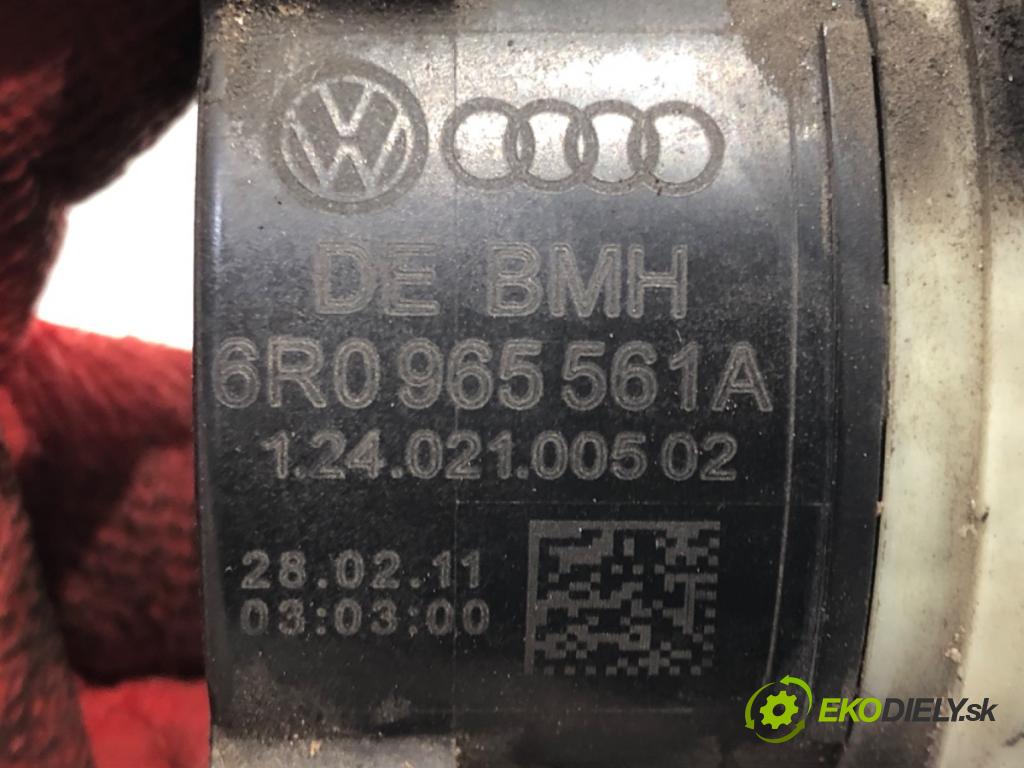 DE BMH
6R0 965 561A
1.24.021.005 02
28.02.11
03:03:00
EKODIELY.sk